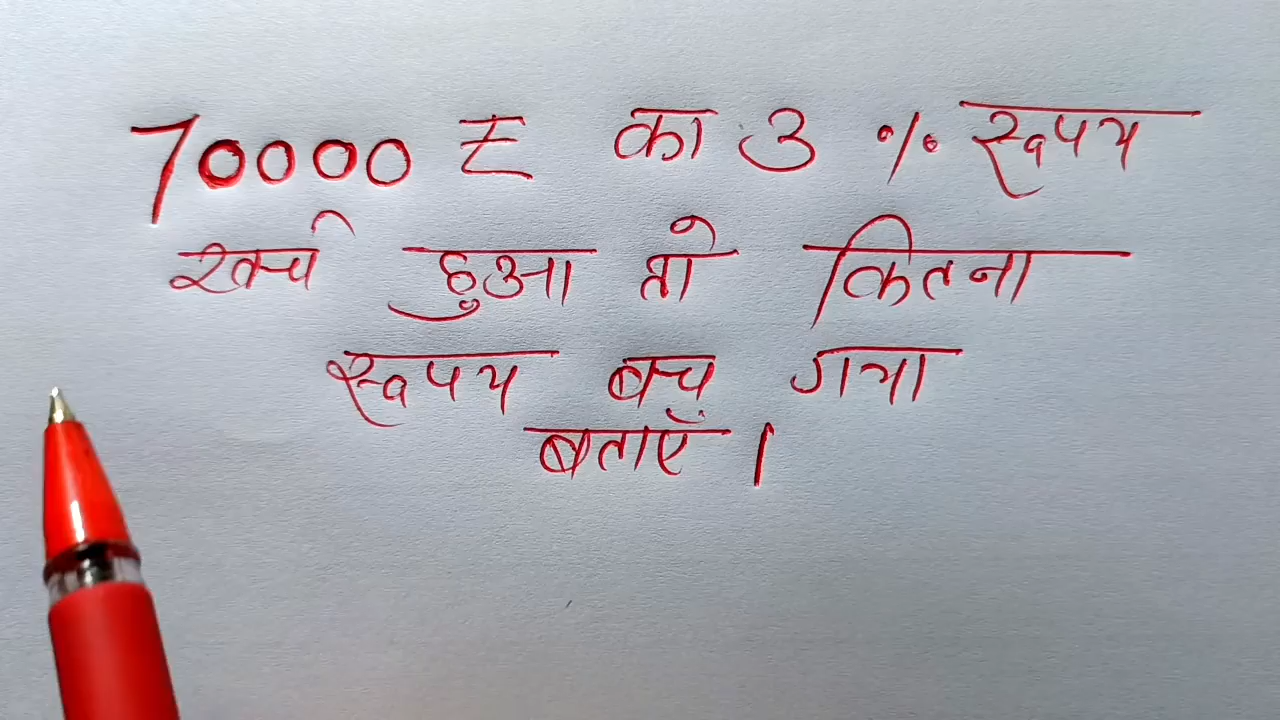 70000 ₹ का 3 % रूपय
खर्च हुआ तो कितना
रूपय बच गया
बताएँ ।